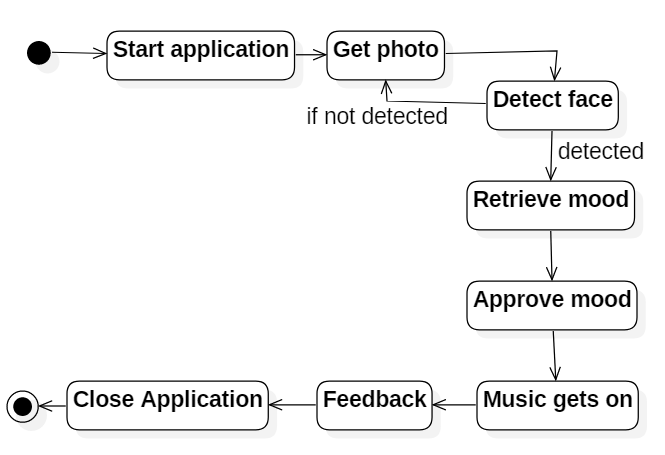 Start application
Get photo
Detect face
if not detected
detected
Retrieve mood
Approve mood
Music gets on
Feedback
Close Application